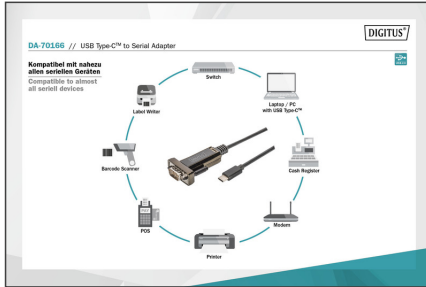 DIGITUS®
DA-70166 // USB Type-C™ to Serial Adapter
Kompatibel mit nahezu
allen seriellen Geräten
Compatible to almost
all seriell devices
Switch
Label Writer
Laptop / PC
with USB Type-C™
Barcode Scanner
Cash Register
POS
Modem
Printer